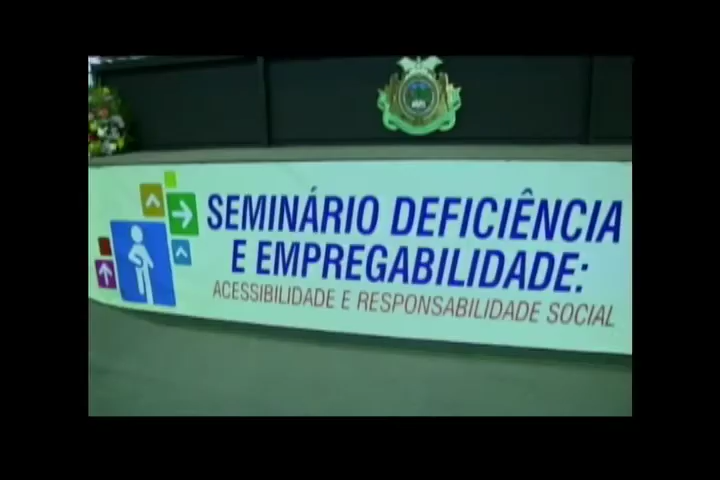 SEMINÁRIO DEFICIÊNCIA
E EMPREGABILIDADE:
ACESSIBILIDADE E RESPONSABILIDADE SOCIAL